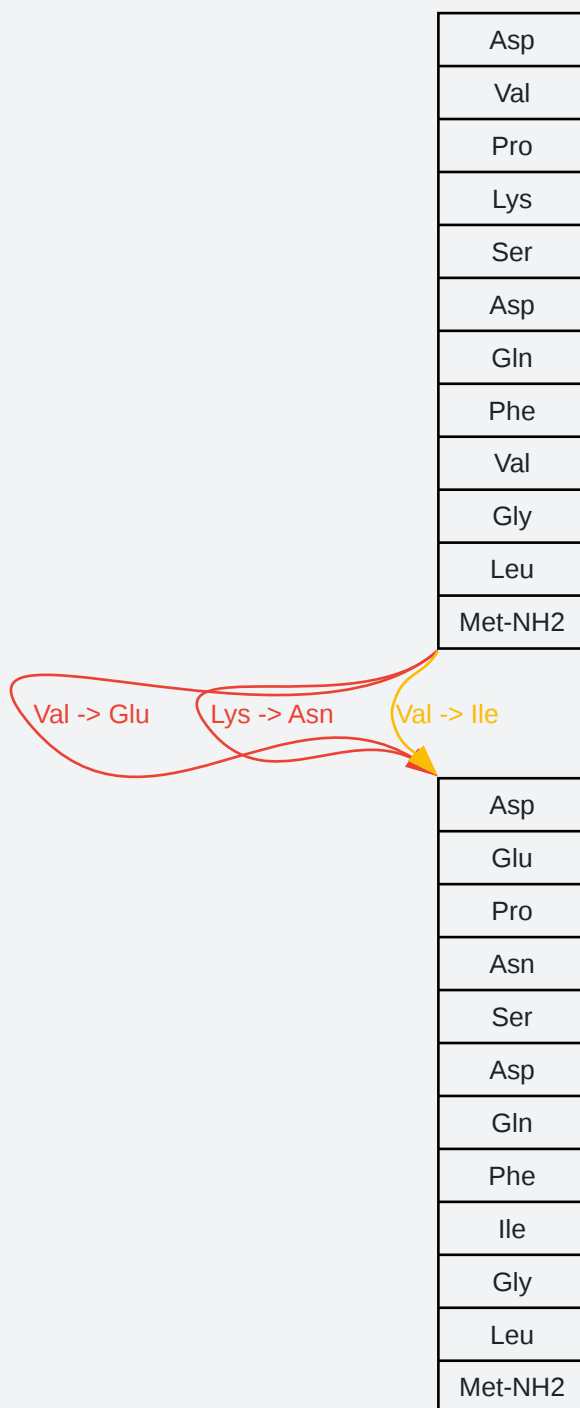 Asp
Val
Pro
Lys
Ser
Asp
Gln
Phe
Val
Gly
Leu
Met-NH2
Val -> Glu
Lys -> Asn
Val -> Ile
Asp
Glu
Pro
Asn
Ser
Asp
Gln
Phe
Ile
Gly
Leu
Met-NH2